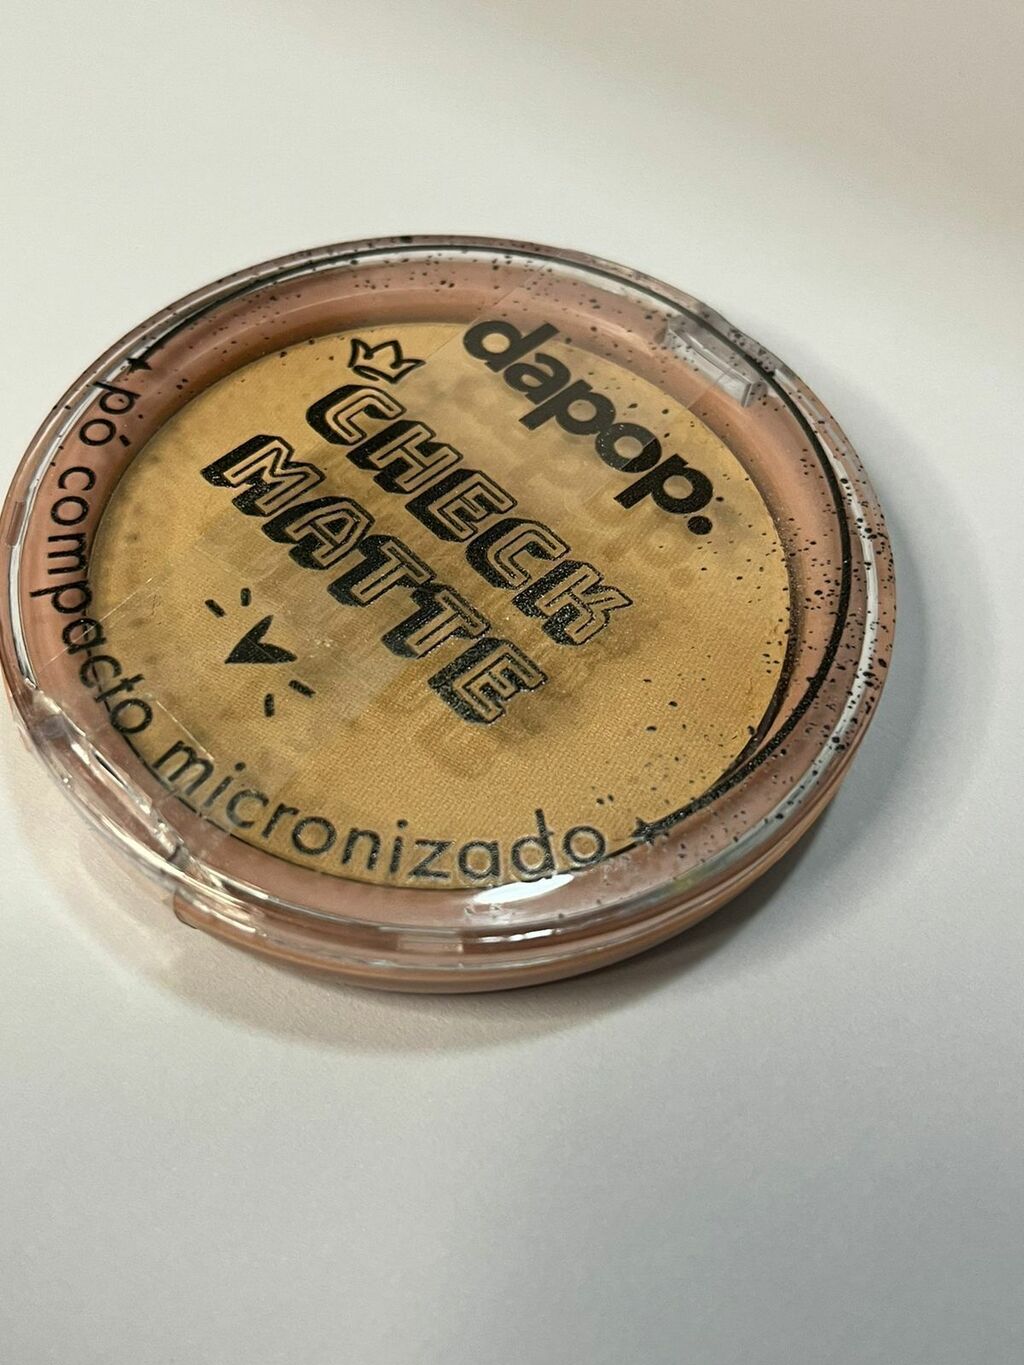 dapop.
CHECK
MATTE
pó compacto micronizado